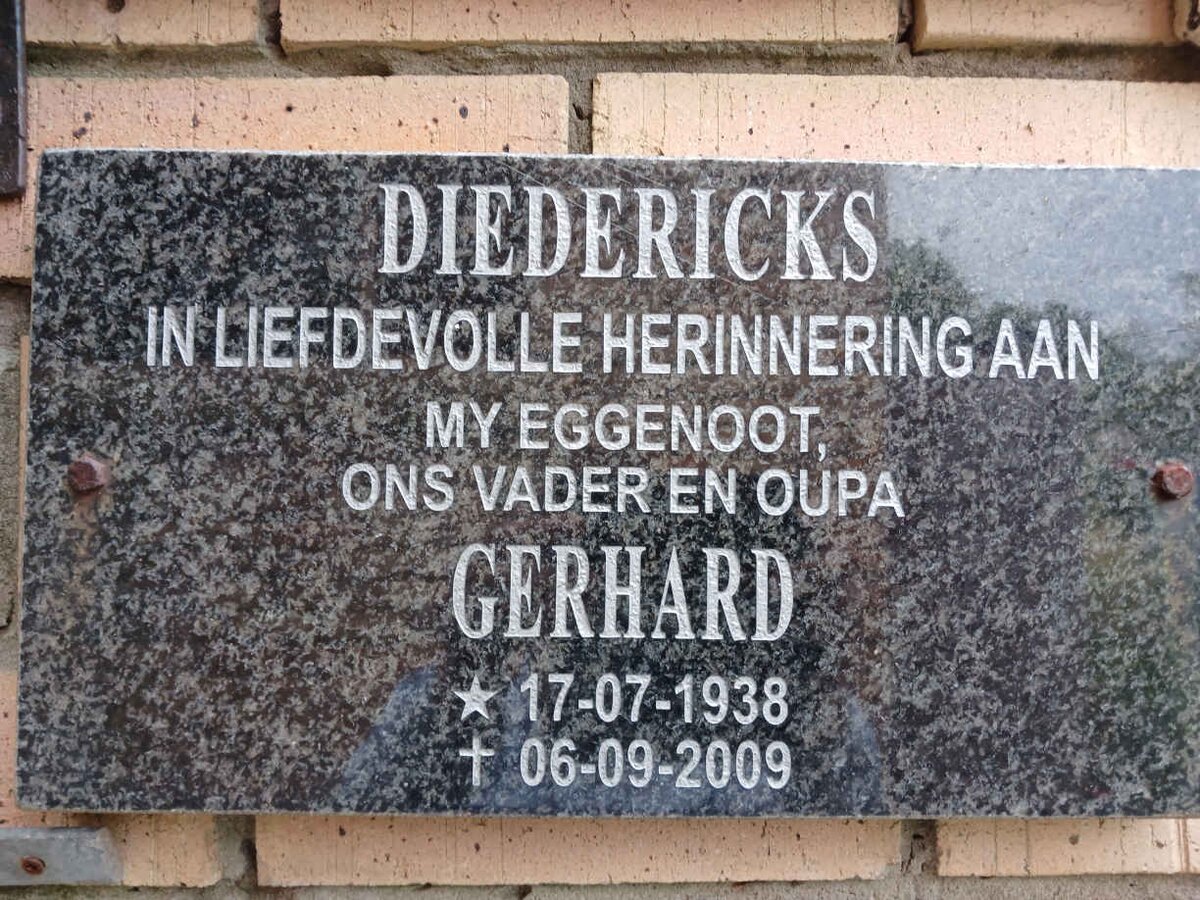 DIEDERICKS
IN LIEFDEVOLLE HERINNERING AAN
MY EGGENOOT,
ONS VADER EN OUPA
GERHARD
★ 17-07-1938
✝ 06-09-2009